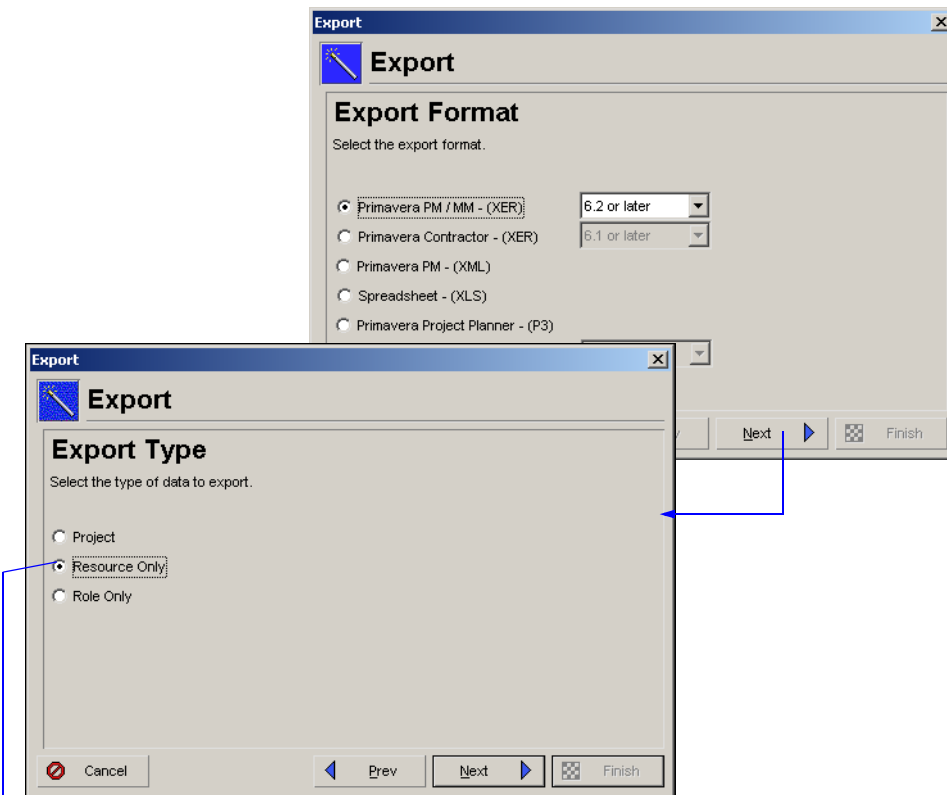 Export
Export
Export Format
Select the export format.
Primavera PM / MM - (XER)
6.2 or later
Primavera Contractor - (XER)
6.1 or later
Primavera PM - (XML)
Spreadsheet - (XLS)
Primavera Project Planner - (P3)
Next
Finish
Export
Export
Export Type
Select the type of data to export.
Project
Resource Only
Role Only
Cancel
Prev
Next
Finish